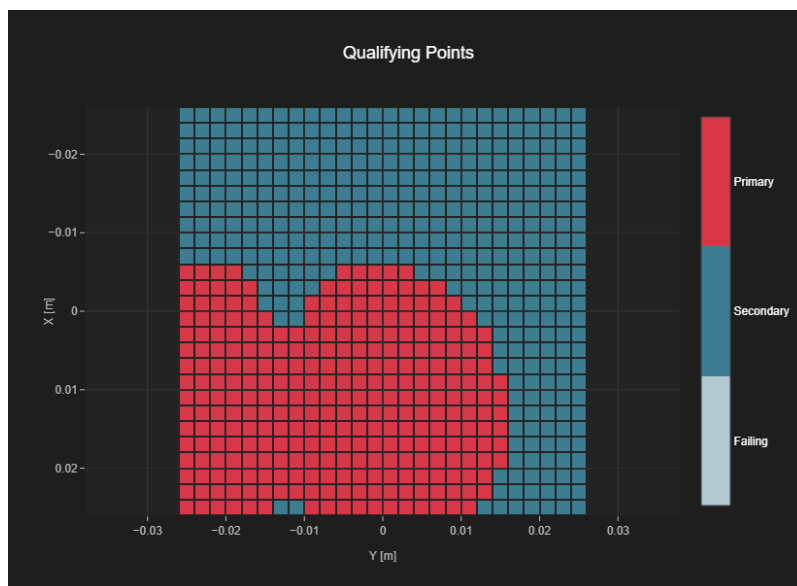 Qualifying Points
−0.02
−0.01
0
0.01
0.02
X [m]
−0.03
−0.02
−0.01
0
0.01
0.02
0.03
Y [m]
Primary
Secondary
Failing